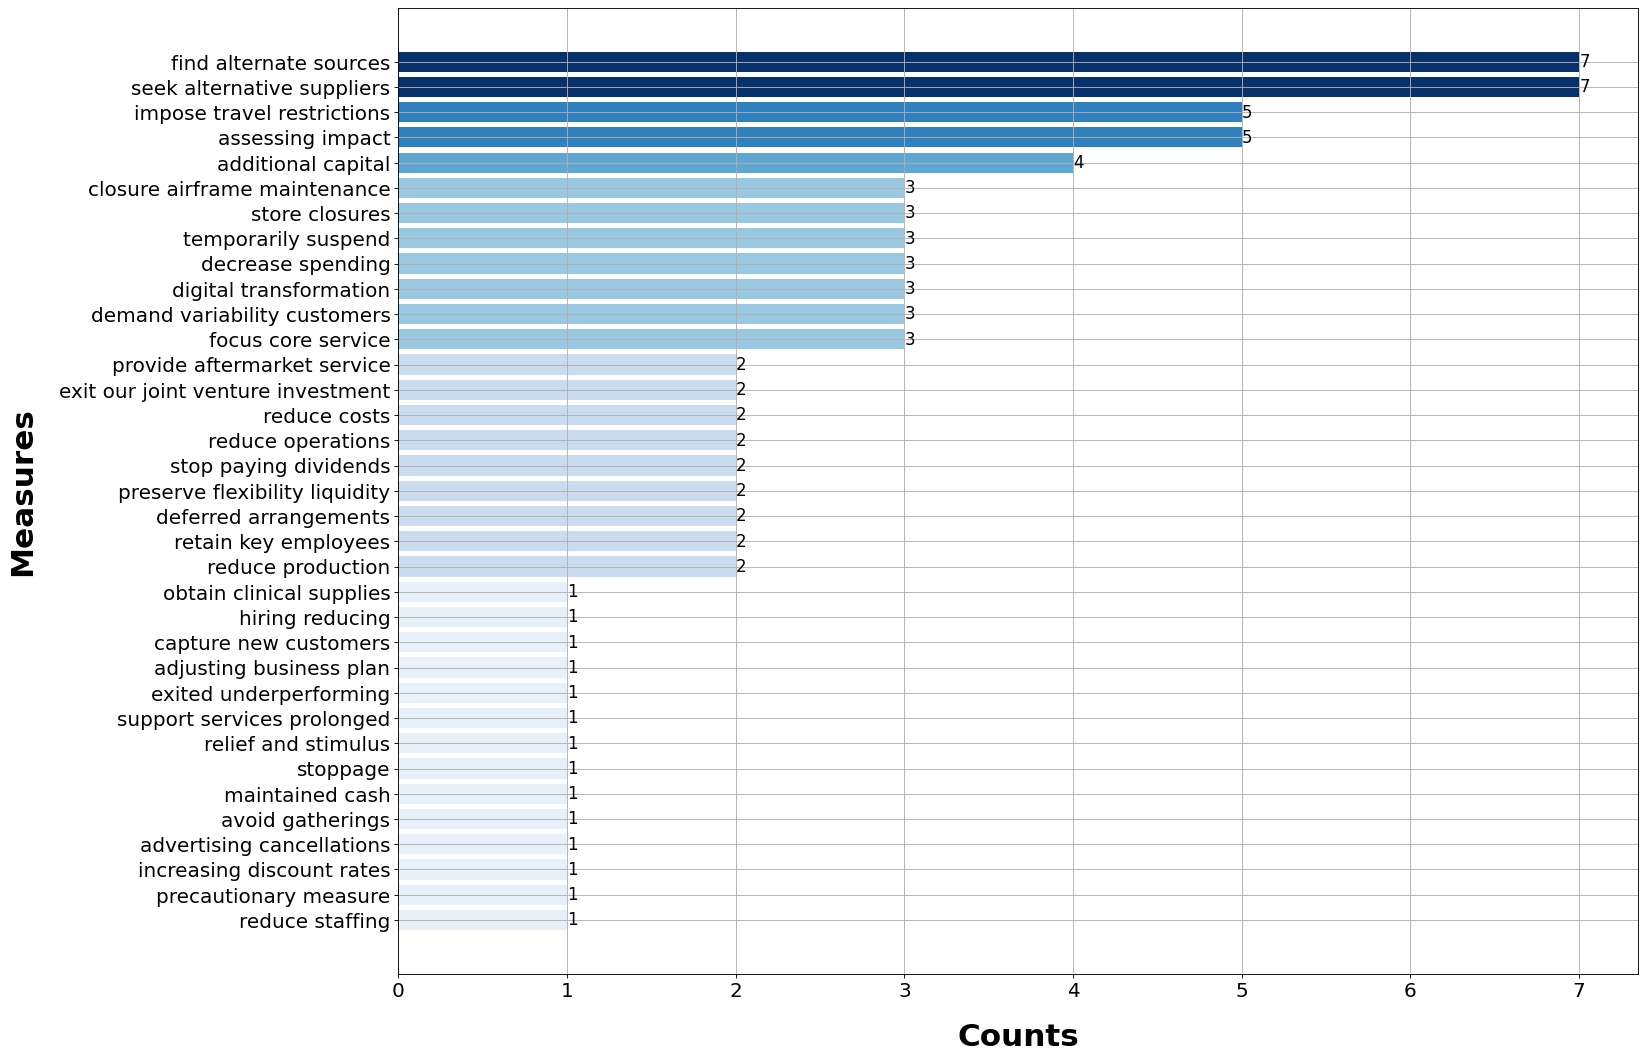 find alternate sources 7
seek alternative suppliers 7
impose travel restrictions 5
assessing impact 5
additional capital 4
closure airframe maintenance 3
store closures 3
temporarily suspend 3
decrease spending 3
digital transformation 3
demand variability customers 3
focus core service 3
provide aftermarket service 2
exit our joint venture investment 2
reduce costs 2
reduce operations 2
stop paying dividends 2
preserve flexibility liquidity 2
deferred arrangements 2
retain key employees 2
reduce production 2
obtain clinical supplies 1
hiring reducing 1
capture new customers 1
adjusting business plan 1
exited underperforming 1
support services prolonged 1
relief and stimulus 1
stoppage 1
maintained cash 1
avoid gatherings 1
advertising cancellations 1
increasing discount rates 1
precautionary measure 1
reduce staffing 1
Measures
0 1 2 3 4 5 6 7
Counts